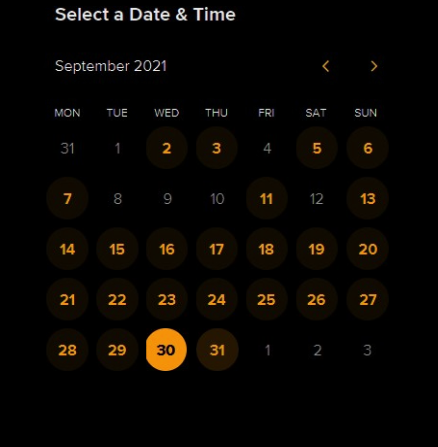 Select a Date & Time
September 2021
MON TUE WED THU FRI SAT SUN
31 1 2 3 4 5 6
7 8 9 10 11 12 13
14 15 16 17 18 19 20
21 22 23 24 25 26 27
28 29 30 31 1 2 3